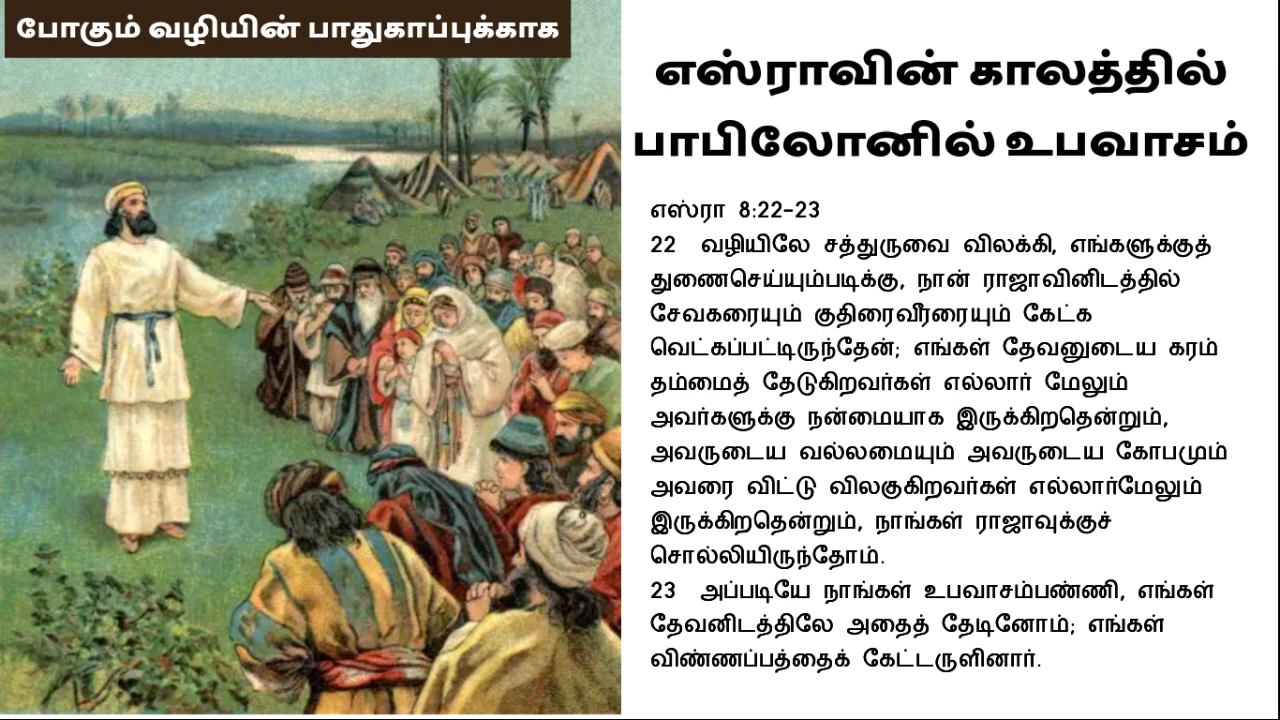 போகும் வழியின் பாதுகாப்புக்காக
எஸ்ராவின் காலத்தில்
பாபிலோனில் உபவாசம்
எஸ்ரா 8:22-23
22 வழியிலே சத்துருவை விலக்கி, எங்களுக்குத்
துணைசெய்யும்படிக்கு, நான் ராஜாவினிடத்தில்
சேவகரையும் குதிரைவீரரையும் கேட்க
வெட்கப்பட்டிருந்தேன்; எங்கள் தேவனுடைய கரம்
தம்மைத் தேடுகிறவர்கள் எல்லார் மேலும்
அவர்களுக்கு நன்மையாக இருக்கிறதென்றும்,
அவருடைய வல்லமையும் அவருடைய கோபமும்
அவரை விட்டு விலகுகிறவர்கள் எல்லார்மேலும்
இருக்கிறதென்றும், நாங்கள் ராஜாவுக்குச்
சொல்லியிருந்தோம்.
23 அப்படியே நாங்கள் உபவாசம்பண்ணி, எங்கள்
தேவனிடத்திலே அதைத் தேடினோம்; எங்கள்
விண்ணப்பத்தைக் கேட்டருளினார்.